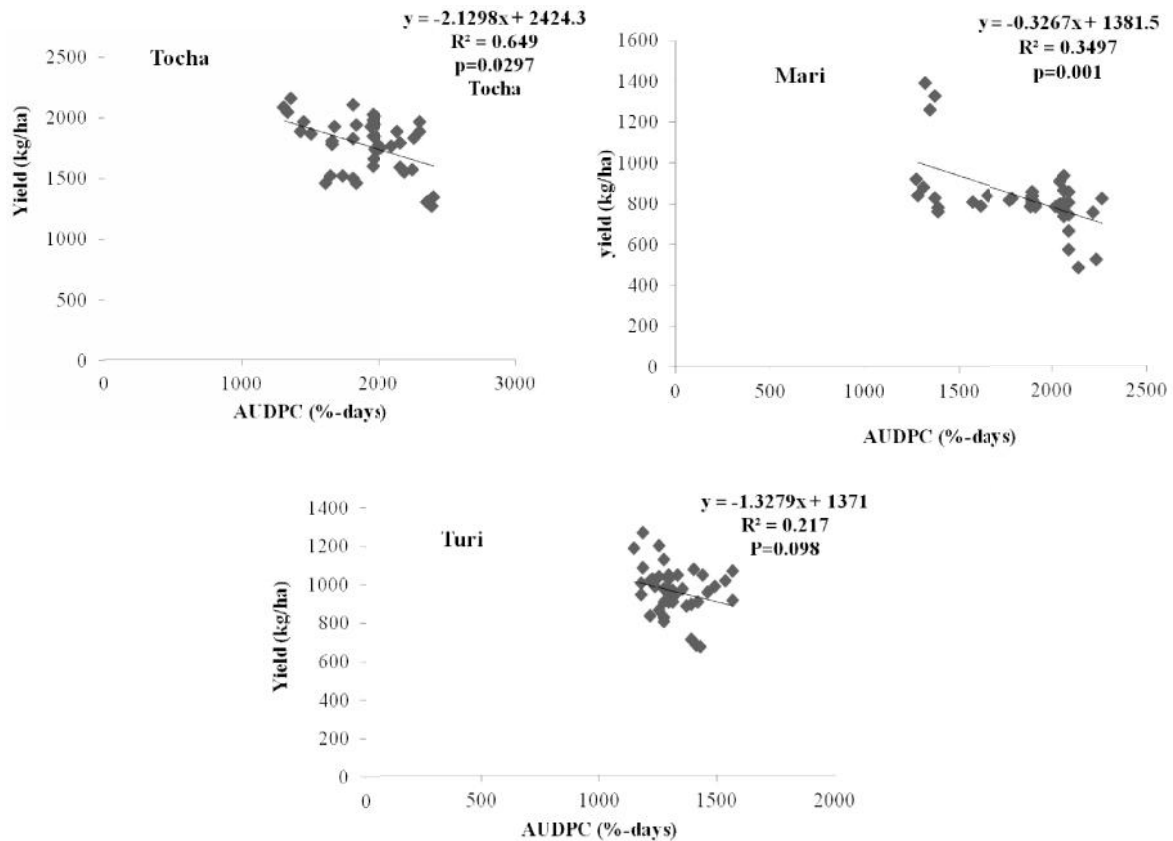 y = -2.1298x + 2424.3
R² = 0.649
p=0.0297
Tocha
Tocha
2500
2000
1500
1000
500
0
Yield (kg/ha)
0 1000 2000 3000
AUDPC (%-days)
y = -0.3267x + 1381.5
R² = 0.3497
p=0.001
Mari
1600
1400
1200
1000
800
600
400
200
0
yield (kg/ha)
0 500 1000 1500 2000 2500
AUDPC (%-days)
y = -1.3279x + 1371
R² = 0.217
P=0.098
Turi
1400
1200
1000
800
600
400
200
0
Yield (kg/ha)
0 500 1000 1500 2000
AUDPC (%-days)